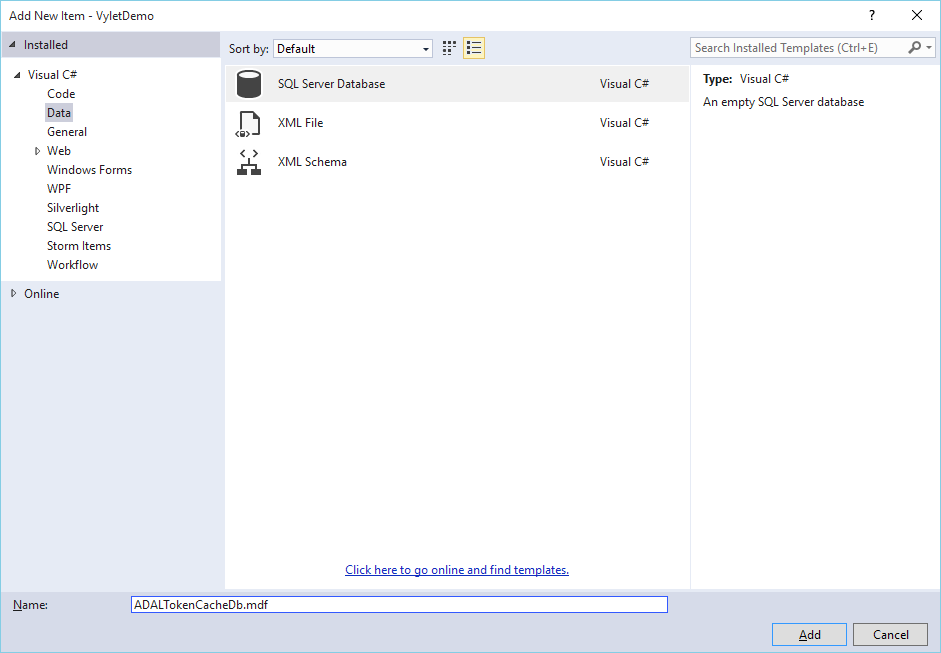 Add New Item - VyletDemo ?
Installed
Sort by: Default
Search Installed Templates (Ctrl+E)
Visual C#
Code
Data
General
Web
Windows Forms
WPF
Silverlight
SQL Server
Storm Items
Workflow
Online
SQL Server Database Visual C#
XML File Visual C#
XML Schema Visual C#
Type: Visual C#
An empty SQL Server database
Click here to go online and find templates.
Name: ADALTokenCacheDb.mdf
Add Cancel